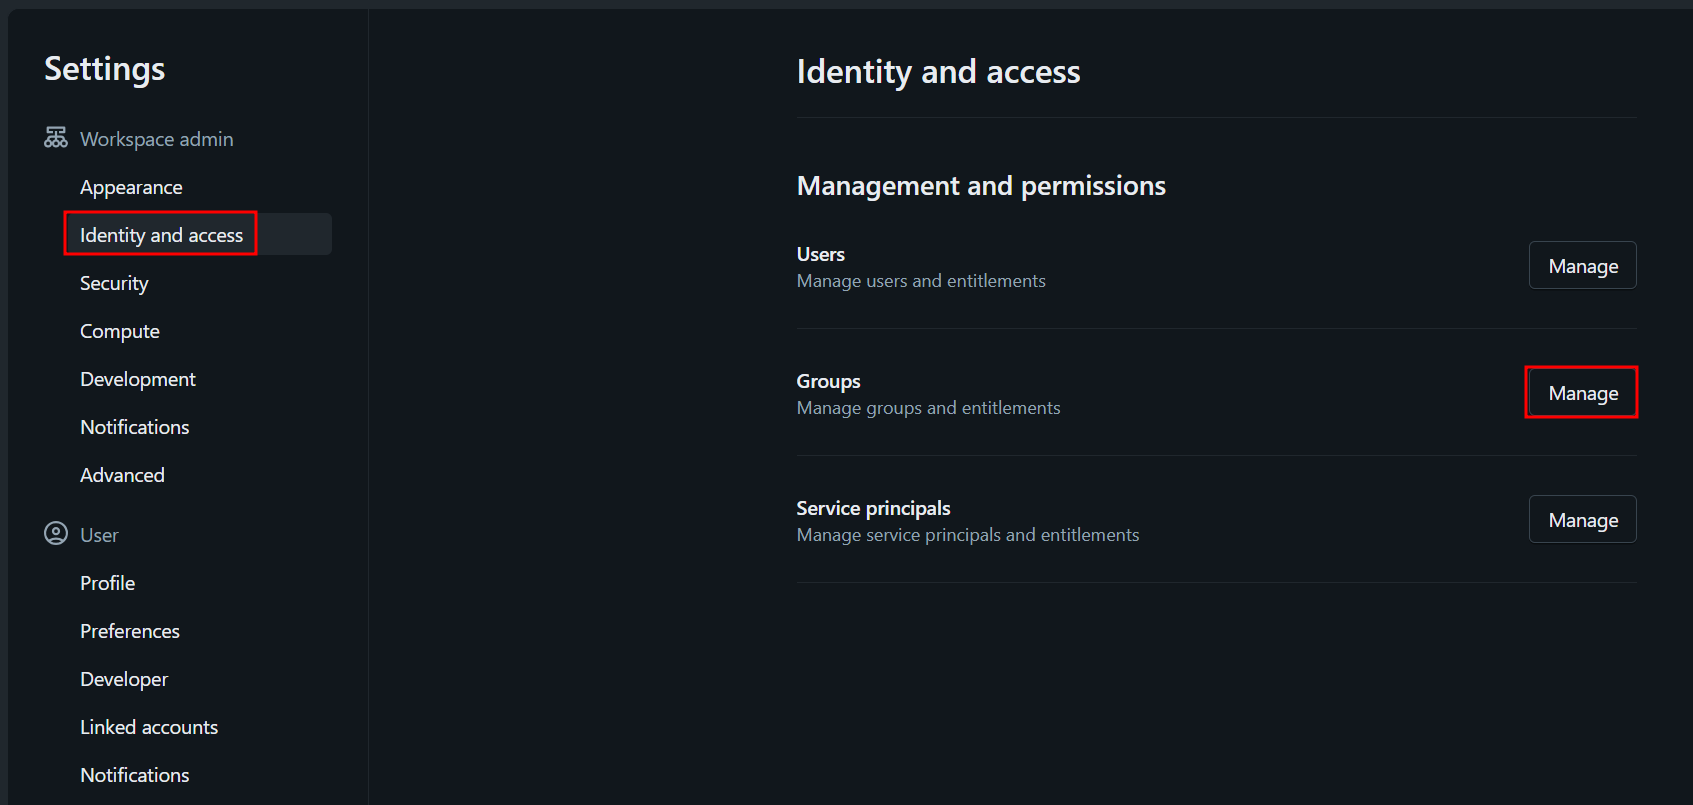 Settings
Workspace admin
Appearance
Identity and access
Security
Compute
Development
Notifications
Advanced
User
Profile
Preferences
Developer
Linked accounts
Notifications
Identity and access
Management and permissions
Users
Manage users and entitlements
Manage
Groups
Manage groups and entitlements
Manage
Service principals
Manage service principals and entitlements
Manage